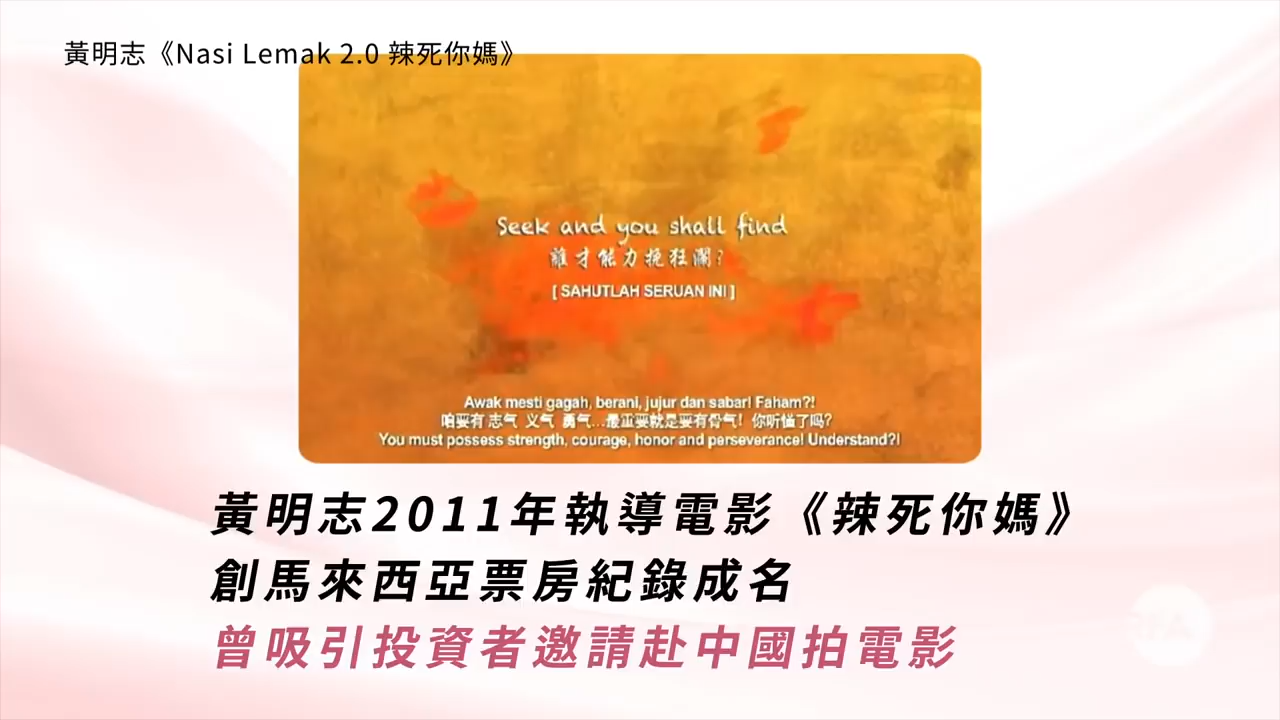 黃明志《Nasi Lemak 2.0 辣死你媽》
Seek and you shall find
誰才能力挽狂瀾?
[ SAHUTLAH SERUAN INI ]
Awak mesti gagah, berani, jujur dan sabar! Faham?!
咱要有 志气 义气 勇气...最重要就是要有骨气! 你听懂了吗?
You must possess strength, courage, honor and perseverance! Understand?!
黃明志2011年執導電影《辣死你媽》
創馬來西亞票房紀錄成名
曾吸引投資者邀請赴中國拍電影
RFA